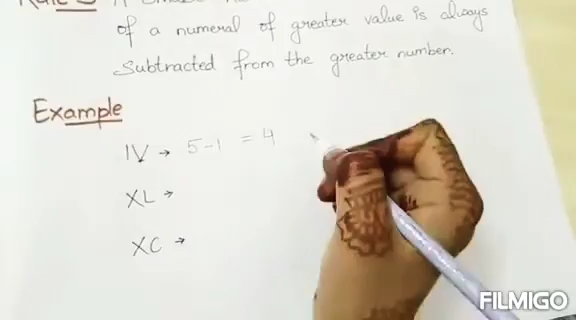 of a numeral of greater value is always
Subtracted from the greater number.
Example
IV → 5-1 = 4
XL →
XC →
FILMIGO